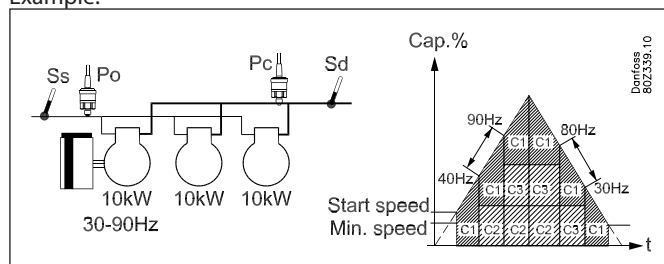 Example:
Ss
Po
Pc
Sd
10kW
10kW
10kW
30-90Hz
Cap.%
Danfoss
80Z339.10
90Hz
80Hz
40Hz
30Hz
C1 C1
C1 C3 C3 C1
Start speed
Min. speed
C1 C2 C2 C2 C3 C1
t